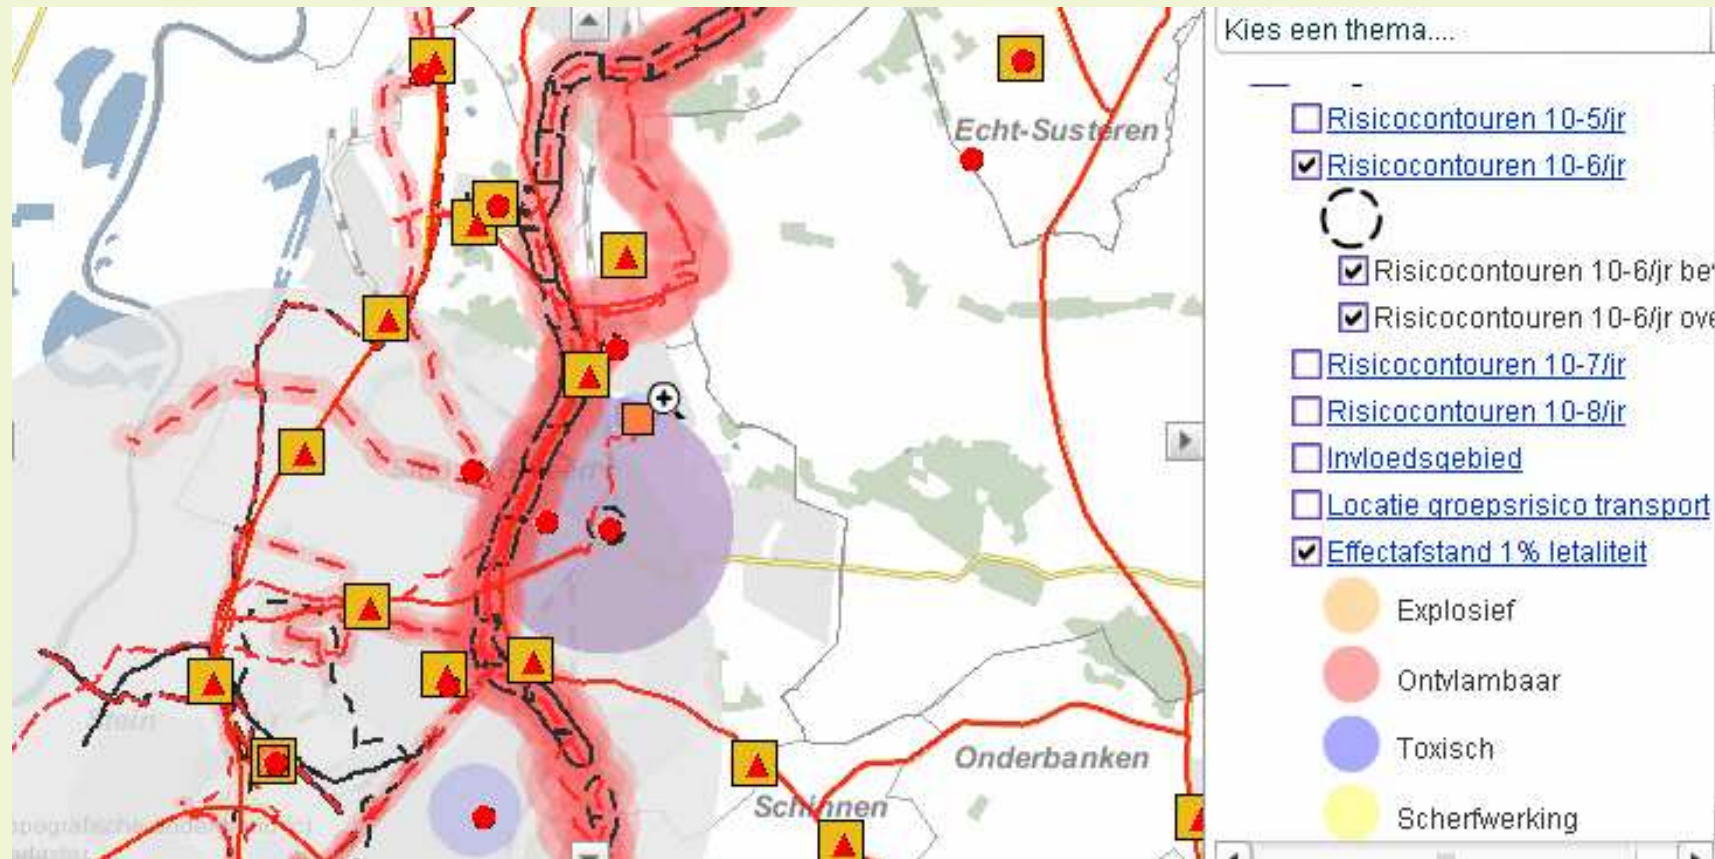 Kies een thema....
Risicocontouren 10-5/jr
Risicocontouren 10-6/jr
Risicocontouren 10-6/jr be
Risicocontouren 10-6/jr ove
Risicocontouren 10-7/jr
Risicocontouren 10-8/jr
Invloedsgebied
Locatie groepsrisico transport
Effectafstand 1% letaliteit
Explosief
Ontvlambaar
Toxisch
Scherfwerking
Echt-Susteren
Onderbanken
Schinnen